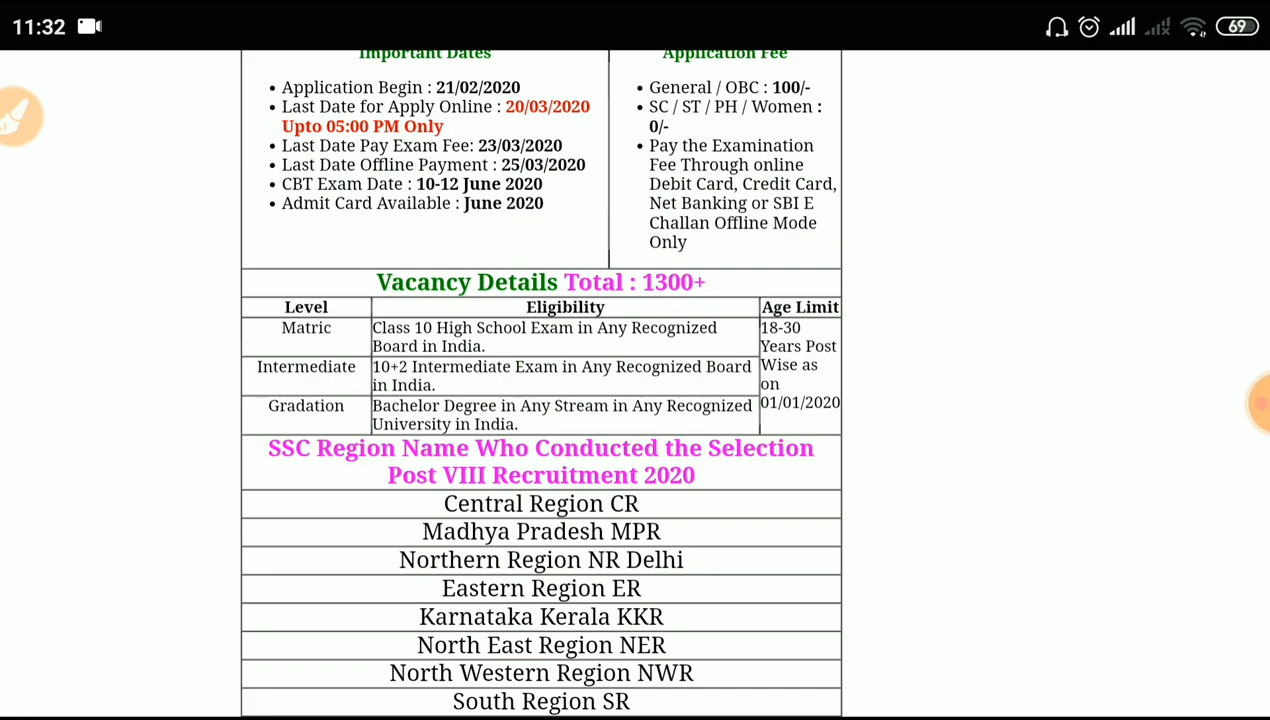 11:32
69
Important Dates
Application Fee
Application Begin : 21/02/2020
Last Date for Apply Online : 20/03/2020
Upto 05:00 PM Only
Last Date Pay Exam Fee: 23/03/2020
Last Date Offline Payment : 25/03/2020
CBT Exam Date : 10-12 June 2020
Admit Card Available : June 2020
General / OBC : 100/-
SC / ST / PH / Women :
0/-
Pay the Examination
Fee Through online
Debit Card, Credit Card,
Net Banking or SBI E
Challan Offline Mode
Only
Vacancy Details Total : 1300+
Level Eligibility Age Limit
Matric
Class 10 High School Exam in Any Recognized
Board in India.
Intermediate
10+2 Intermediate Exam in Any Recognized Board
in India.
Gradation
Bachelor Degree in Any Stream in Any Recognized
University in India.
18-30
Years Post
Wise as
on
01/01/2020
SSC Region Name Who Conducted the Selection
Post VIII Recruitment 2020
Central Region CR
Madhya Pradesh MPR
Northern Region NR Delhi
Eastern Region ER
Karnataka Kerala KKR
North East Region NER
North Western Region NWR
South Region SR